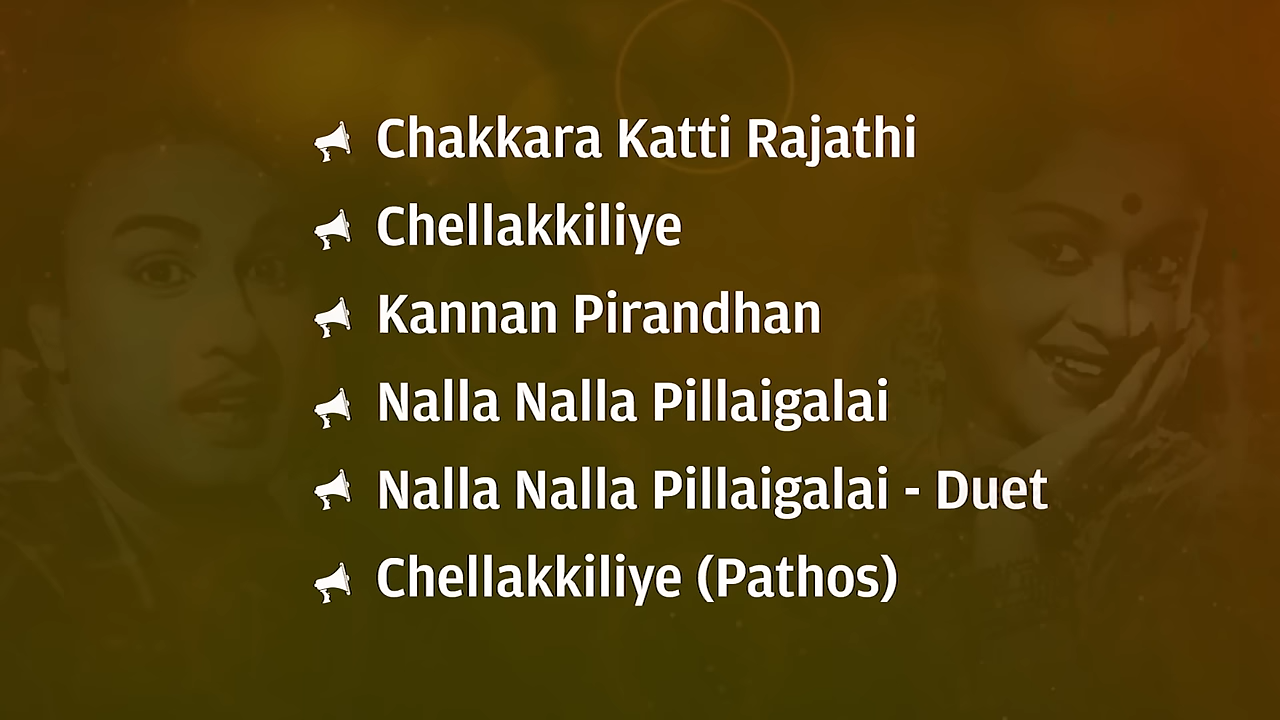 Chakkara Katti Rajathi
Chellakkiliye
Kannan Pirandhan
Nalla Nalla Pillaigalai
Nalla Nalla Pillaigalai - Duet
Chellakkiliye (Pathos)